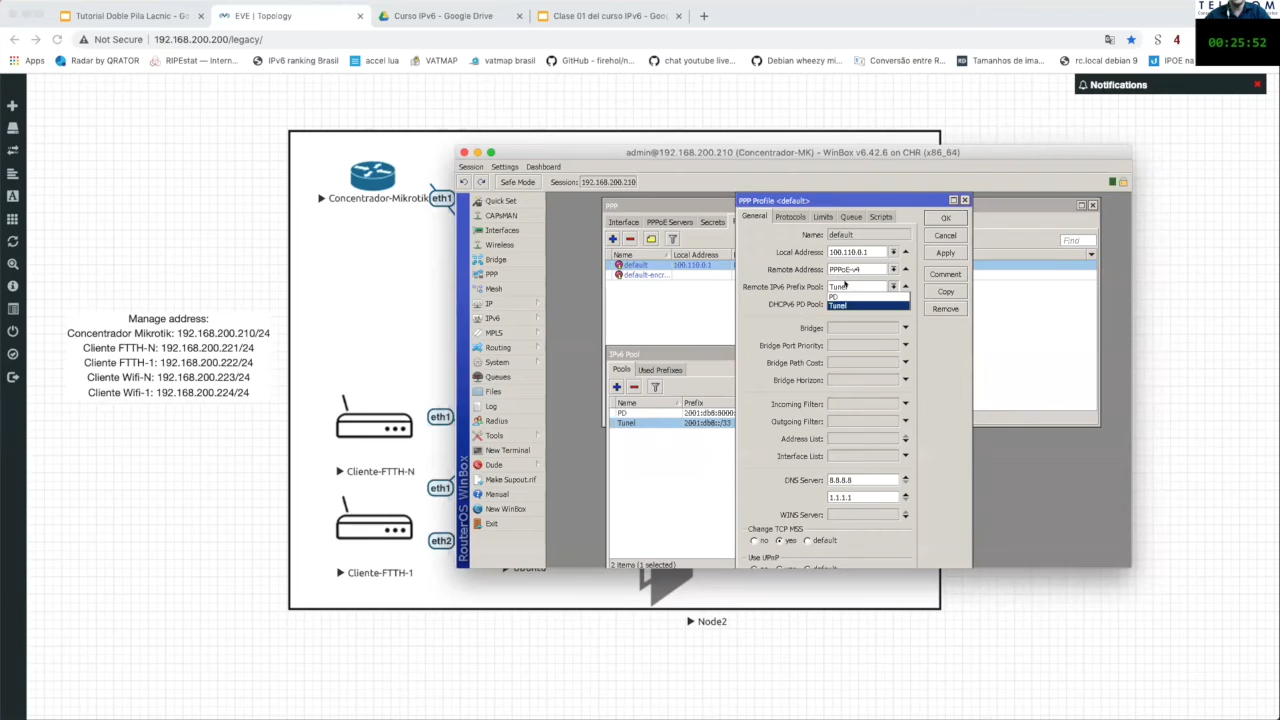 Tutorial Doble Pila Lacnic - Go
EVE | Topology
Curso IPv6 - Google Drive
Clase 01 del curso IPv6 - Goog
00:25:52
Not Secure
192.168.200.200/legacy/
Apps
Radar by QRATOR
RIPEstat — Intern...
IPv6 ranking Brasil
accel lua
VATMAP
vatmap brasil
GitHub - firehol/n...
chat youtube live...
Debian wheezy mi...
Conversão entre R...
Tamanhos de ima...
rc.local debian 9
IPOE na
Notifications
Concentrador-Mikrotik
eth1
Manage address:
Concentrador Mikrotik: 192.168.200.210/24
Cliente FTTH-N: 192.168.200.221/24
Cliente FTTH-1: 192.168.200.222/24
Cliente Wifi-N: 192.168.200.223/24
Cliente Wifi-1: 192.168.200.224/24
eth1
Cliente-FTTH-N
eth1
eth2
Cliente-FTTH-1
Node2
admin@192.168.200.210 (Concentrador-MK) - WinBox v6.42.6 on CHR (x86_64)
Session Settings Dashboard
Safe Mode Session: 192.168.200.210
RouterOS WinBox
Quick Set
CAPsMAN
Interfaces
Wireless
Bridge
PPP
Mesh
IP
IPv6
MPLS
Routing
System
Queues
Files
Log
Radius
Tools
New Terminal
Dude
Make Supout.rif
Manual
New WinBox
Exit
PPP
Interface PPPoE Servers Secrets
Find
Name Local Address
default 100.110.0.1
default-encr...
IPv6 Pool
Pools Used Prefixes
Name Prefix
PD 2001:db8:8000:
Tunel 2001:db8::/33
2 items (1 selected)
PPP Profile <default>
General Protocols Limits Queue Scripts
Name: default
Local Address: 100.110.0.1
Remote Address: PPPoE-v4
Remote IPv6 Prefix Pool: Tunel
PD
Tunel
DHCPv6 PD Pool:
Bridge:
Bridge Port Priority:
Bridge Path Cost:
Bridge Horizon:
Incoming Filter:
Outgoing Filter:
Address List:
Interface List:
DNS Server: 8.8.8.8
1.1.1.1
WINS Server:
Change TCP MSS
no yes default
Use UPnP
OK
Cancel
Apply
Comment
Copy
Remove